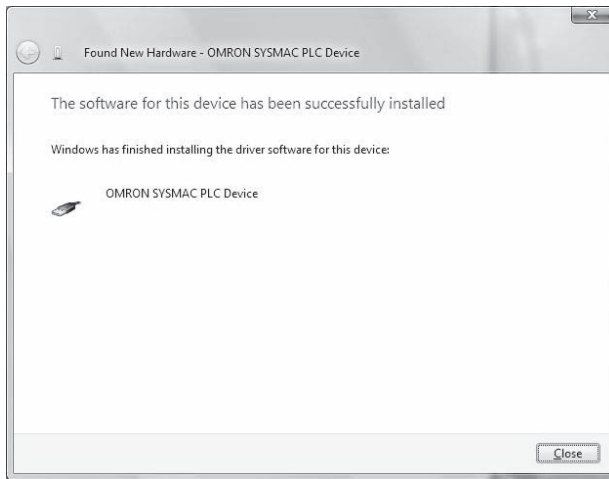 Found New Hardware - OMRON SYSMAC PLC Device
The software for this device has been successfully installed
Windows has finished installing the driver software for this device:
OMRON SYSMAC PLC Device
Close